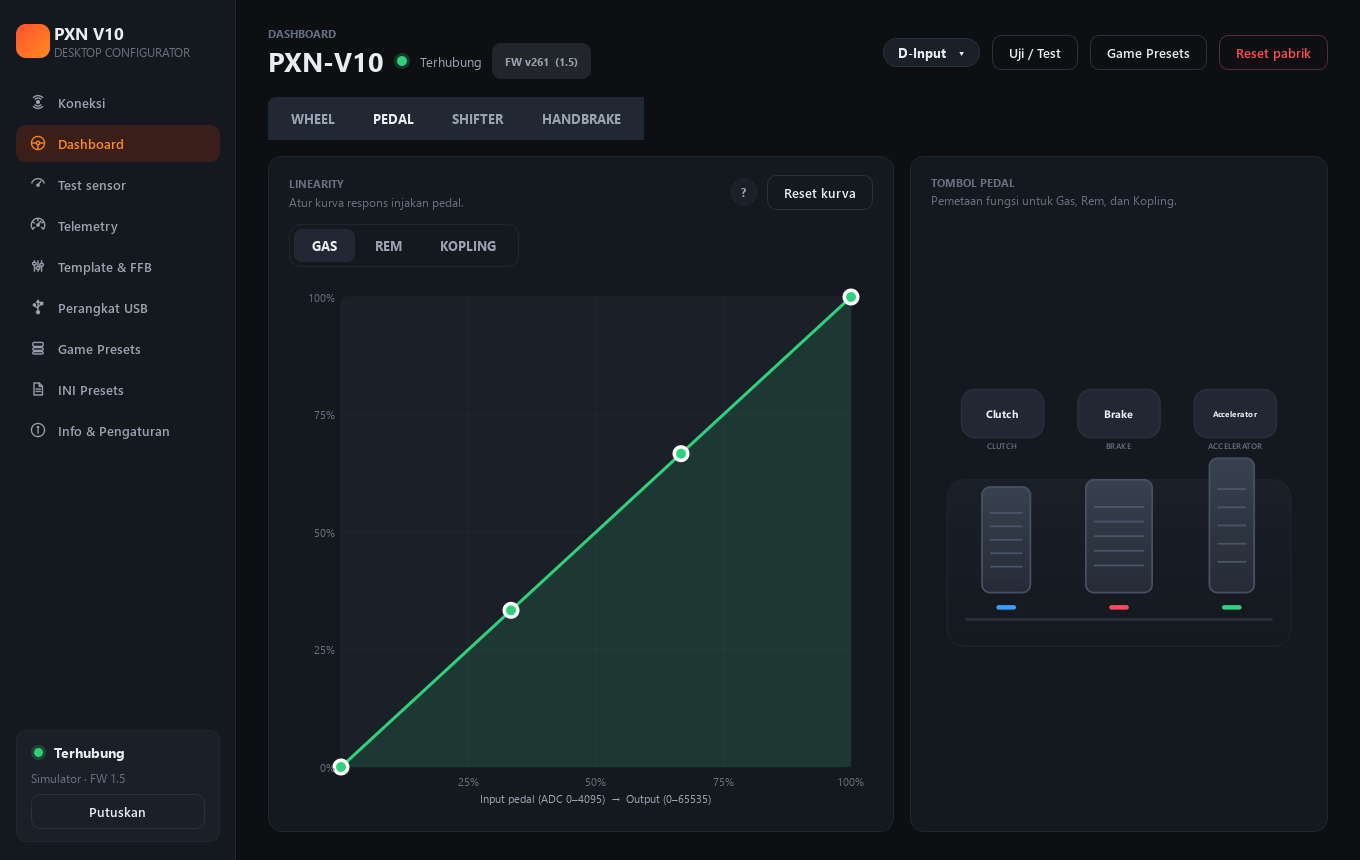 PXN V10
DESKTOP CONFIGURATOR
Koneksi
Dashboard
Test sensor
Telemetry
Template & FFB
Perangkat USB
Game Presets
INI Presets
Info & Pengaturan
Terhubung
Simulator · FW 1.5
Putuskan
DASHBOARD
PXN-V10 Terhubung FW v261 (1.5)
D-Input ▾ Uji / Test Game Presets Reset pabrik
WHEEL PEDAL SHIFTER HANDBRAKE
LINEARITY
Atur kurva respons injakan pedal.
? Reset kurva
GAS REM KOPLING
100%
75%
50%
25%
0%
25% 50% 75% 100%
Input pedal (ADC 0–4095) → Output (0–65535)
TOMBOL PEDAL
Pemetaan fungsi untuk Gas, Rem, dan Kopling.
Clutch Brake Accelerator
CLUTCH BRAKE ACCELERATOR